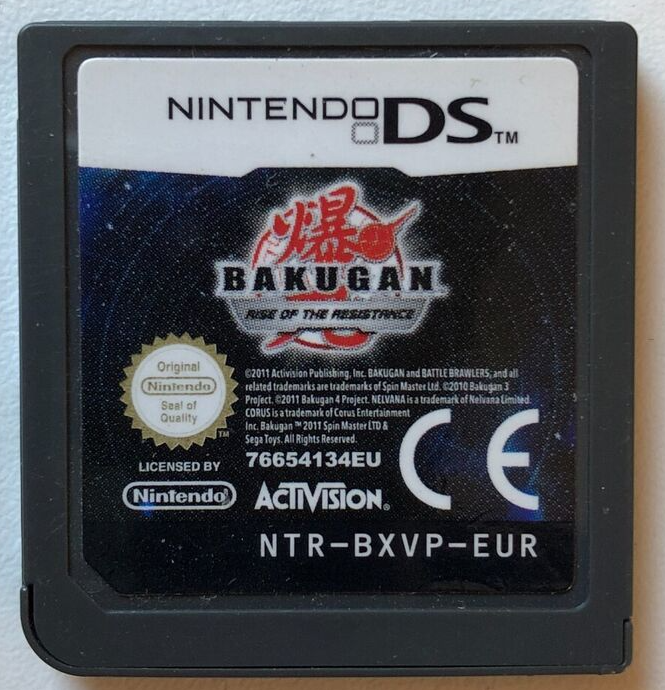 NINTENDO DS™
爆
BAKUGAN
RISE OF THE RESISTANCE
Original
Nintendo
Seal of
Quality
TM
©2011 Activision Publishing, Inc. BAKUGAN and BATTLE BRAWLERS, and all
related trademarks are trademarks of Spin Master Ltd. ©2010 Bakugan 3
Project. ©2011 Bakugan 4 Project. NELVANA is a trademark of Nelvana Limited.
CORUS is a trademark of Corus Entertainment
Inc. Bakugan ™ 2011 Spin Master LTD &
Sega Toys. All Rights Reserved.
76654134EU
CE
LICENSED BY
Nintendo®
ACTIVISION®
NTR-BXVP-EUR